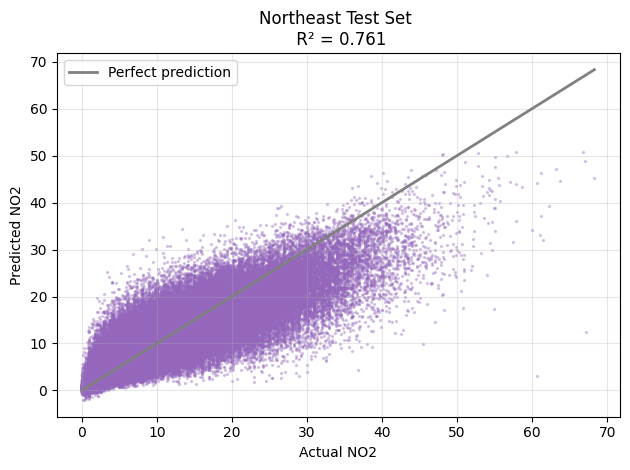 Northeast Test Set
R² = 0.761
Perfect prediction
70
60
50
40
30
20
10
0
Predicted NO2
0 10 20 30 40 50 60 70
Actual NO2